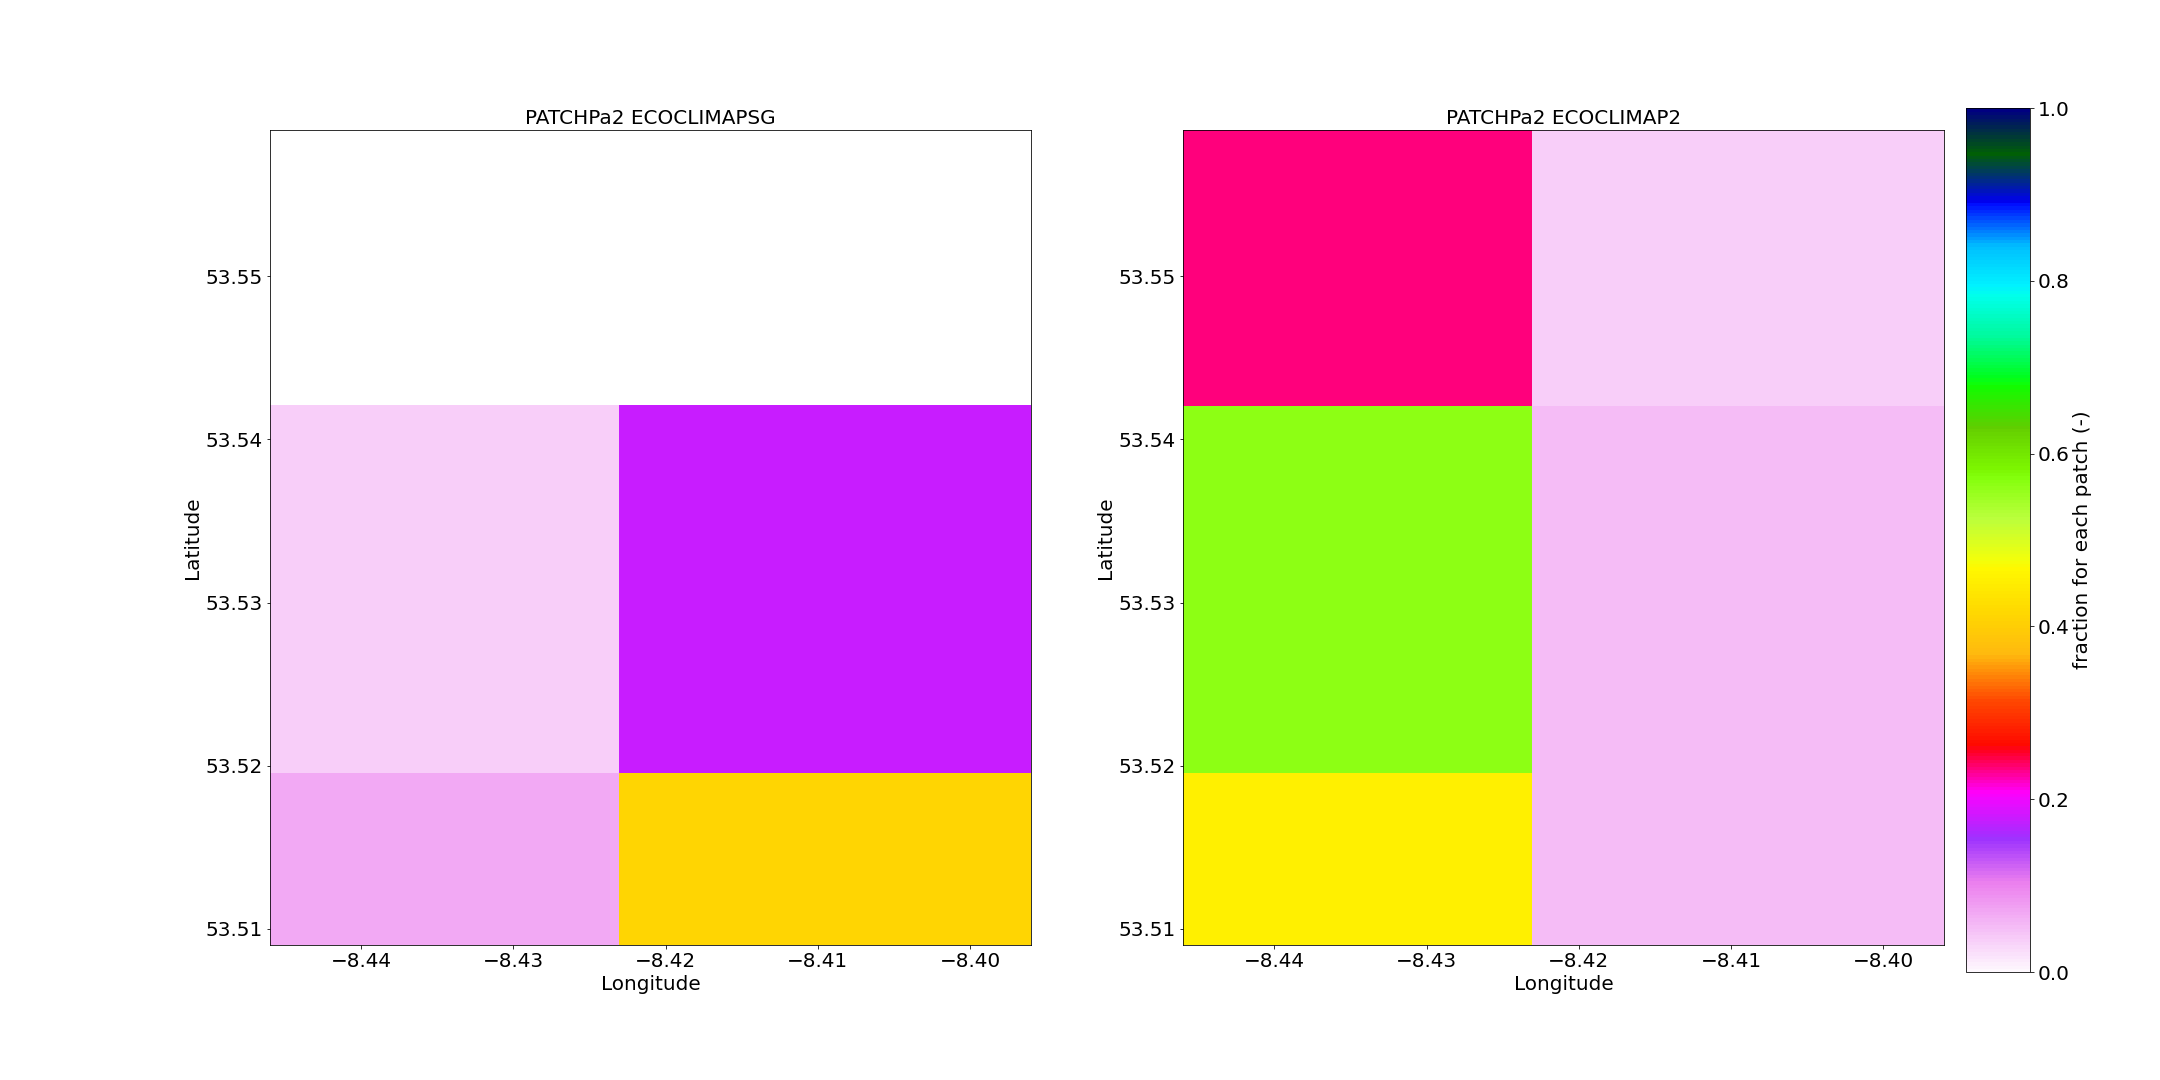 PATCHPa2 ECOCLIMAPSG
53.55
53.54
53.53
53.52
53.51
Latitude
−8.44 −8.43 −8.42 −8.41 −8.40
Longitude
PATCHPa2 ECOCLIMAP2
53.55
53.54
53.53
53.52
53.51
Latitude
−8.44 −8.43 −8.42 −8.41 −8.40
Longitude
1.0
0.8
0.6
0.4
0.2
0.0
fraction for each patch (-)